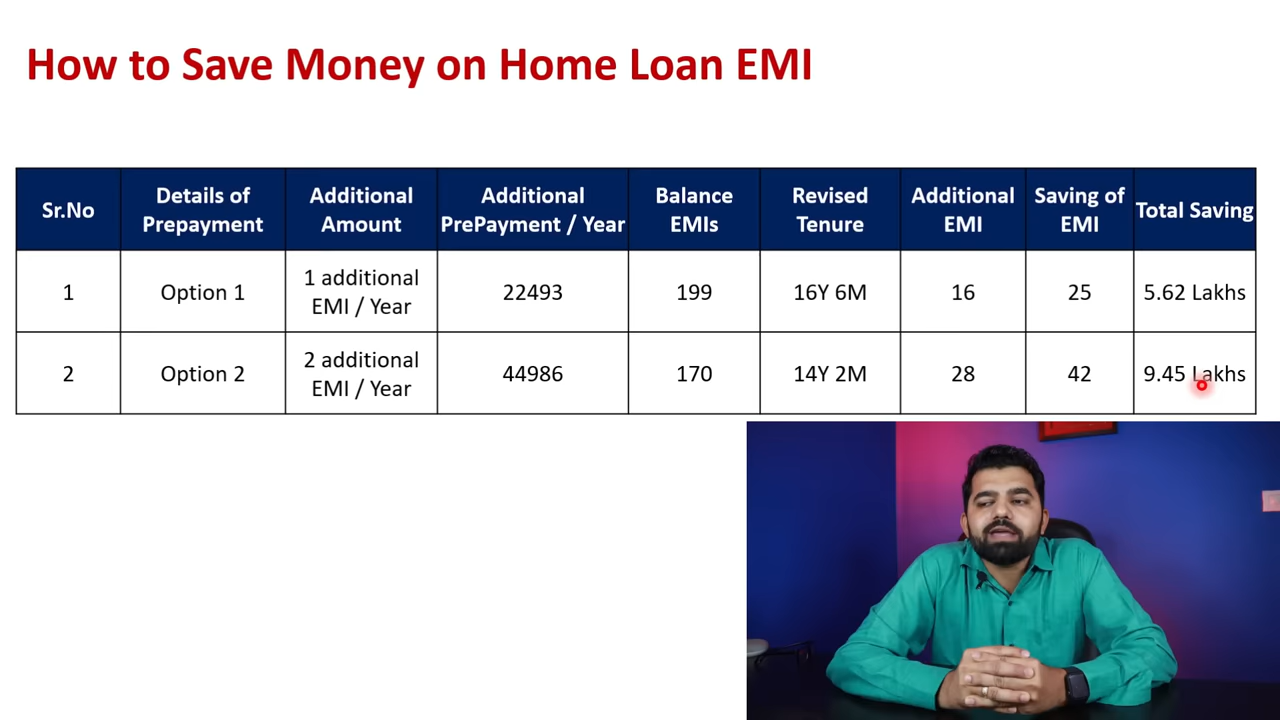 How to Save Money on Home Loan EMI
Sr.No
Details of
Prepayment
Additional
Amount
Additional
PrePayment / Year
Balance
EMIs
Revised
Tenure
Additional
EMI
Saving of
EMI
Total Saving
1
Option 1
1 additional
EMI / Year
22493
199
16Y 6M
16
25
5.62 Lakhs
2
Option 2
2 additional
EMI / Year
44986
170
14Y 2M
28
42
9.45 Lakhs